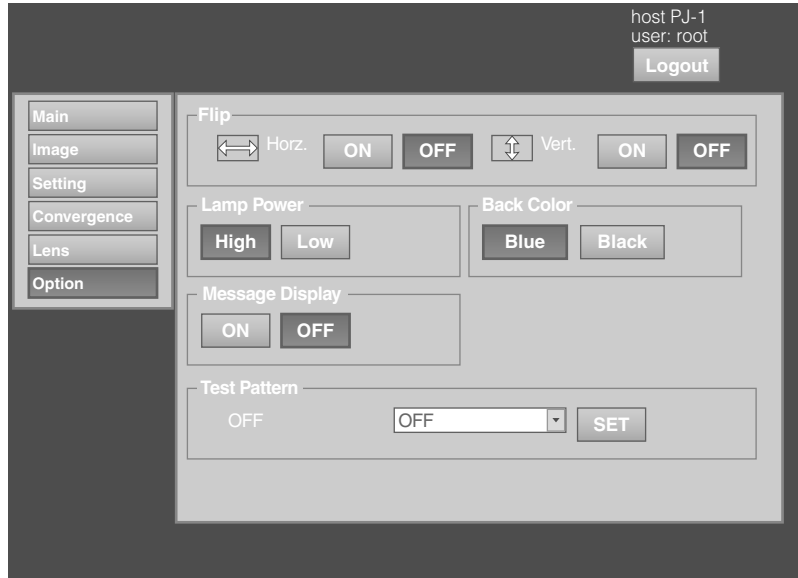 host PJ-1
user: root
Logout
Main
Image
Setting
Convergence
Lens
Option
Flip
Horz. ON OFF Vert. ON OFF
Lamp Power
High Low
Back Color
Blue Black
Message Display
ON OFF
Test Pattern
OFF OFF SET